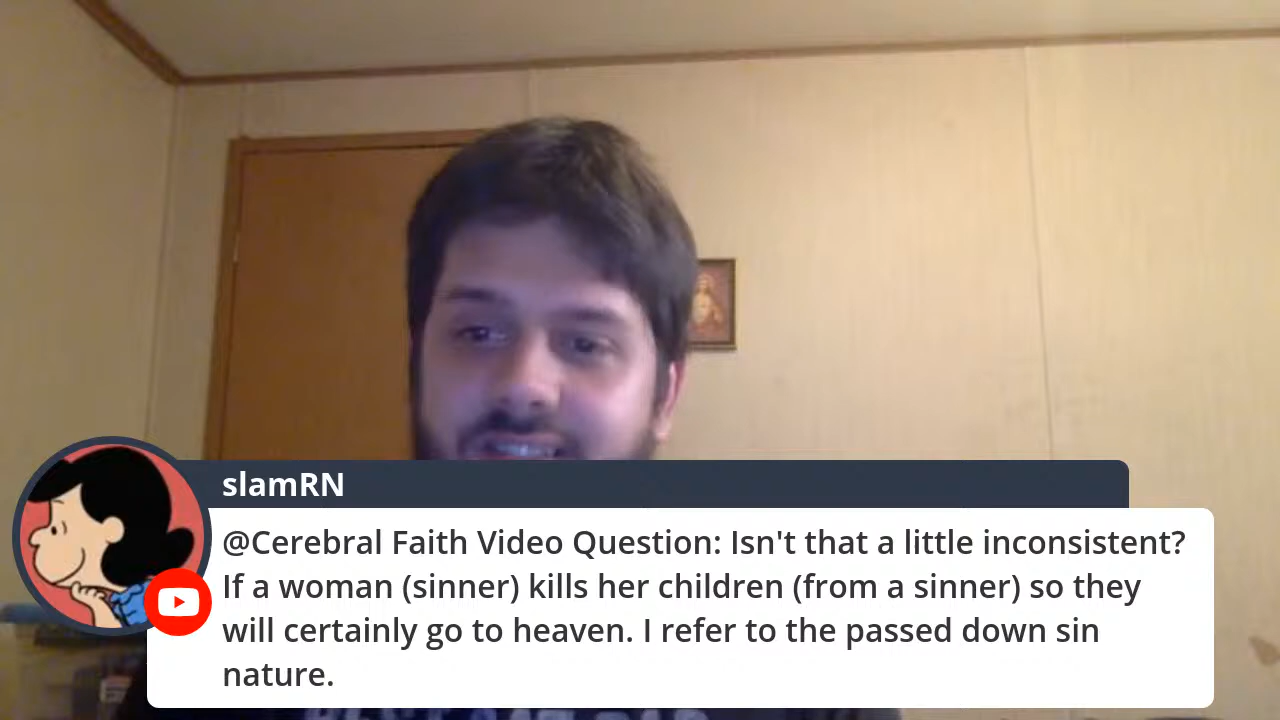 slamRN
@Cerebral Faith Video Question: Isn't that a little inconsistent?
If a woman (sinner) kills her children (from a sinner) so they
will certainly go to heaven. I refer to the passed down sin
nature.